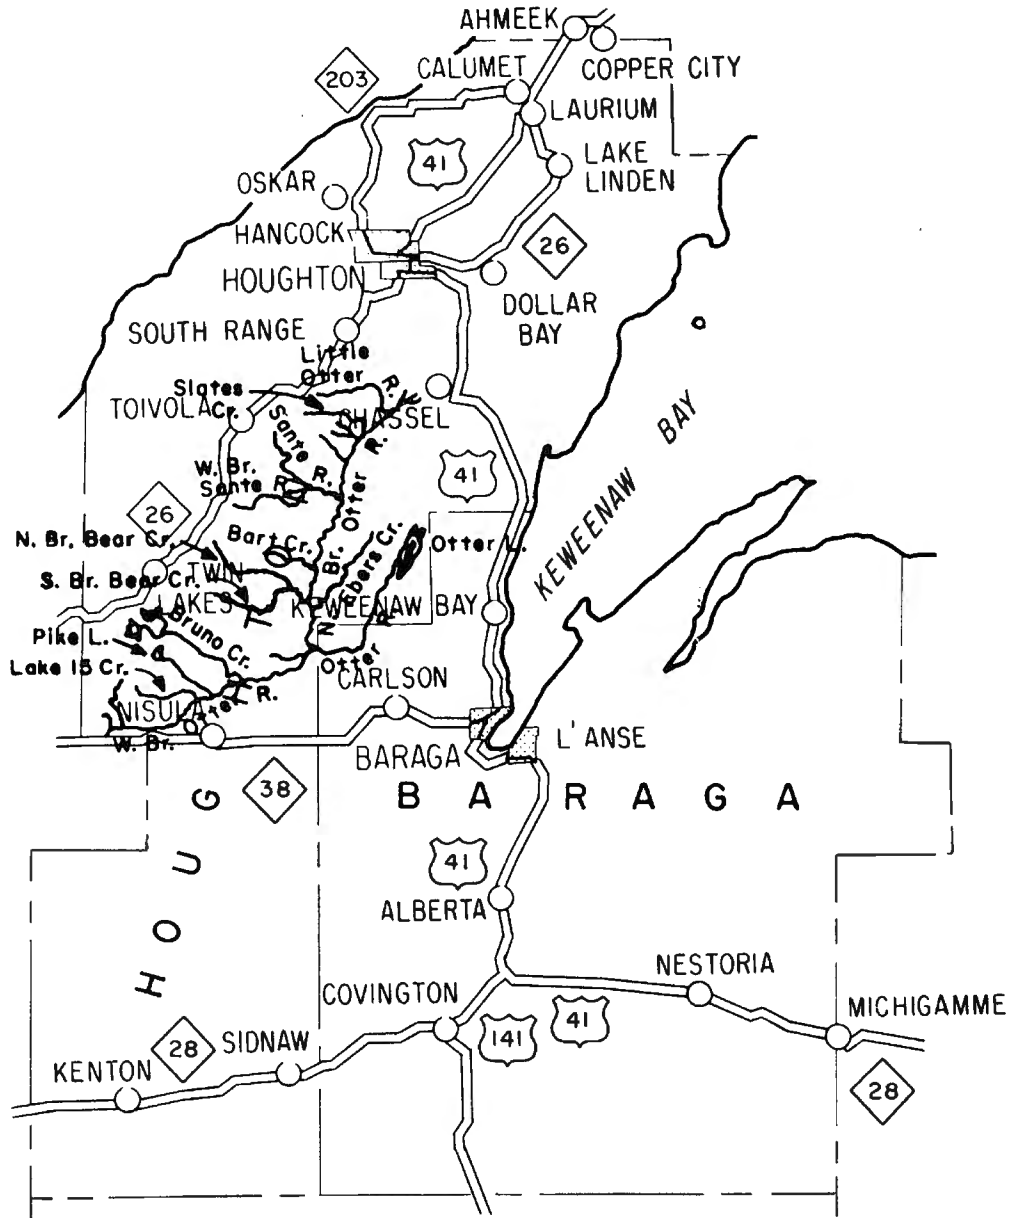 AHMEEK
COPPER CITY
203
CALUMET
LAURIUM
41
LAKE
LINDEN
OSKAR
HANCOCK
26
HOUGHTON
DOLLAR
BAY
SOUTH RANGE
Little
Otter
R.
Slates
Cr.
TOIVOLA
CHASSEL
Sante
R.
W. Br.
Sante R.
Otter
R.
41
KEWEENAW BAY
26
N. Br. Bear Cr.
Bart Cr.
Otter L.
S. Br. Bear Cr.
TWIN
LAKES
N. Br.
KEWEENAW BAY
Pike L.
Bruno Cr.
Otter R.
Lake 15 Cr.
CARLSON
NISULA
Otter R.
W. Br.
BARAGA
L'ANSE
38
BARAGA
HOUG
41
ALBERTA
NESTORIA
COVINGTON
MICHIGAMME
141
41
28
SIDNAW
KENTON
28